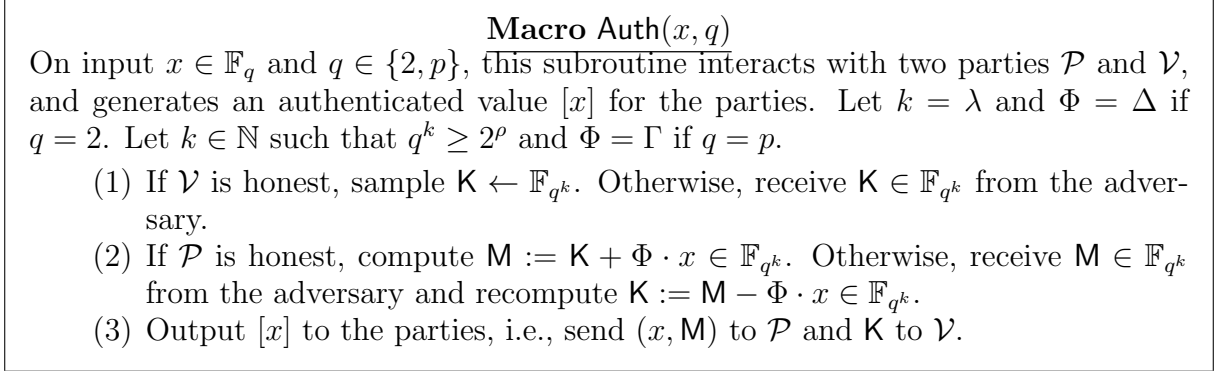 Macro Auth(x, q)
On input x ∈ 𝔽_q and q ∈ {2, p}, this subroutine interacts with two parties 𝒫 and 𝒱,
and generates an authenticated value [x] for the parties. Let k = λ and Φ = Δ if
q = 2. Let k ∈ ℕ such that q^k ≥ 2^ρ and Φ = Γ if q = p.
(1) If 𝒱 is honest, sample K ← 𝔽_{q^k}. Otherwise, receive K ∈ 𝔽_{q^k} from the adver-
sary.
(2) If 𝒫 is honest, compute M := K + Φ · x ∈ 𝔽_{q^k}. Otherwise, receive M ∈ 𝔽_{q^k}
from the adversary and recompute K := M − Φ · x ∈ 𝔽_{q^k}.
(3) Output [x] to the parties, i.e., send (x, M) to 𝒫 and K to 𝒱.